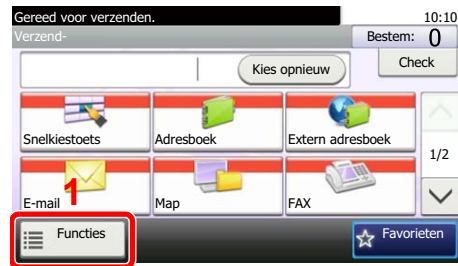 Gereed voor verzenden. 10:10
Verzend- Bestem: 0
Kies opnieuw Check
Snelkiestoets Adresboek Extern adresboek
1/2
E-mail 1 Map FAX
Functies Favorieten